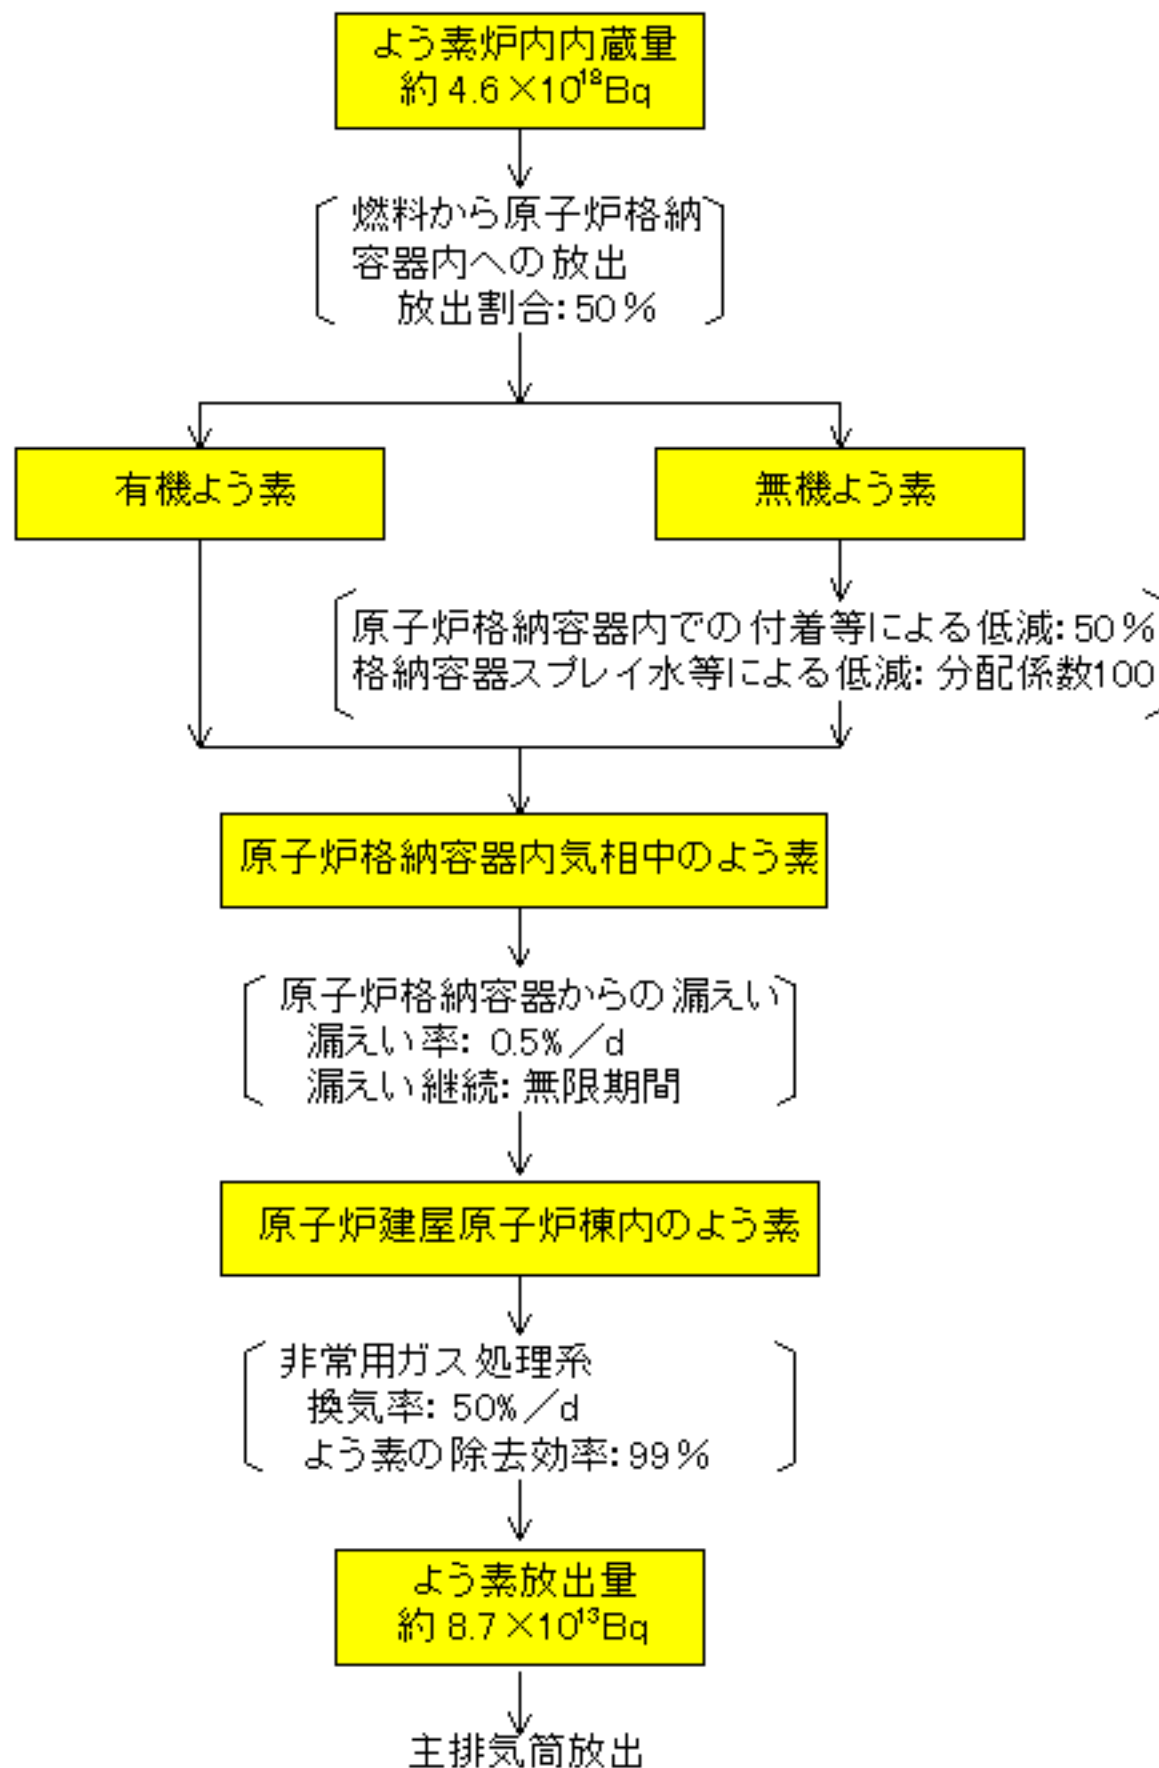 よう素炉内内蔵量
約4.6×10¹⁸Bq
燃料から原子炉格納
容器内への放出
放出割合:50%
有機よう素
無機よう素
原子炉格納容器内での付着等による低減:50%
格納容器スプレイ水等による低減:分配係数100
原子炉格納容器内気相中のよう素
原子炉格納容器からの漏えい
漏えい率:0.5%/d
漏えい継続:無限期間
原子炉建屋原子炉棟内のよう素
非常用ガス処理系
換気率:50%/d
よう素の除去効率:99%
よう素放出量
約8.7×10¹³Bq
主排気筒放出